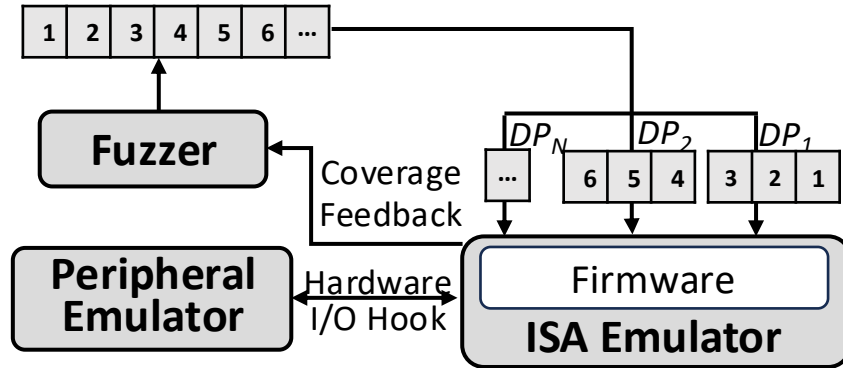 1 2 3 4 5 6 ...
DP_N DP_2 DP_1
... 6 5 4 3 2 1
Fuzzer
Coverage
Feedback
Peripheral
Emulator
Hardware
I/O Hook
Firmware
ISA Emulator